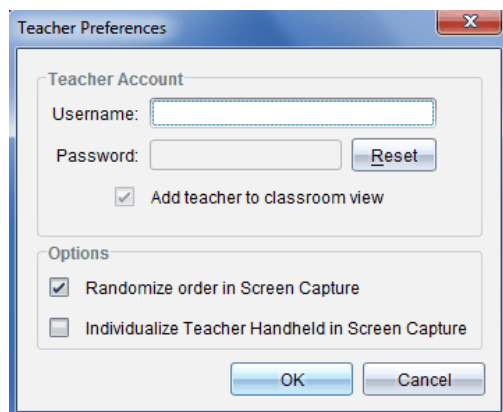 Teacher Preferences
Teacher Account
Username:
Password:
Reset
Add teacher to classroom view
Options
Randomize order in Screen Capture
Individualize Teacher Handheld in Screen Capture
OK
Cancel